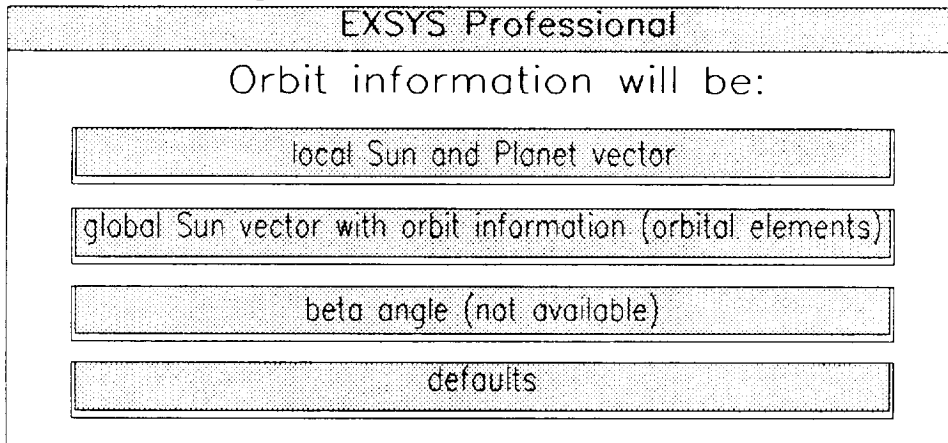 EXSYS Professional
Orbit information will be:
local Sun and Planet vector
global Sun vector with orbit information (orbital elements)
beta angle (not available)
defaults